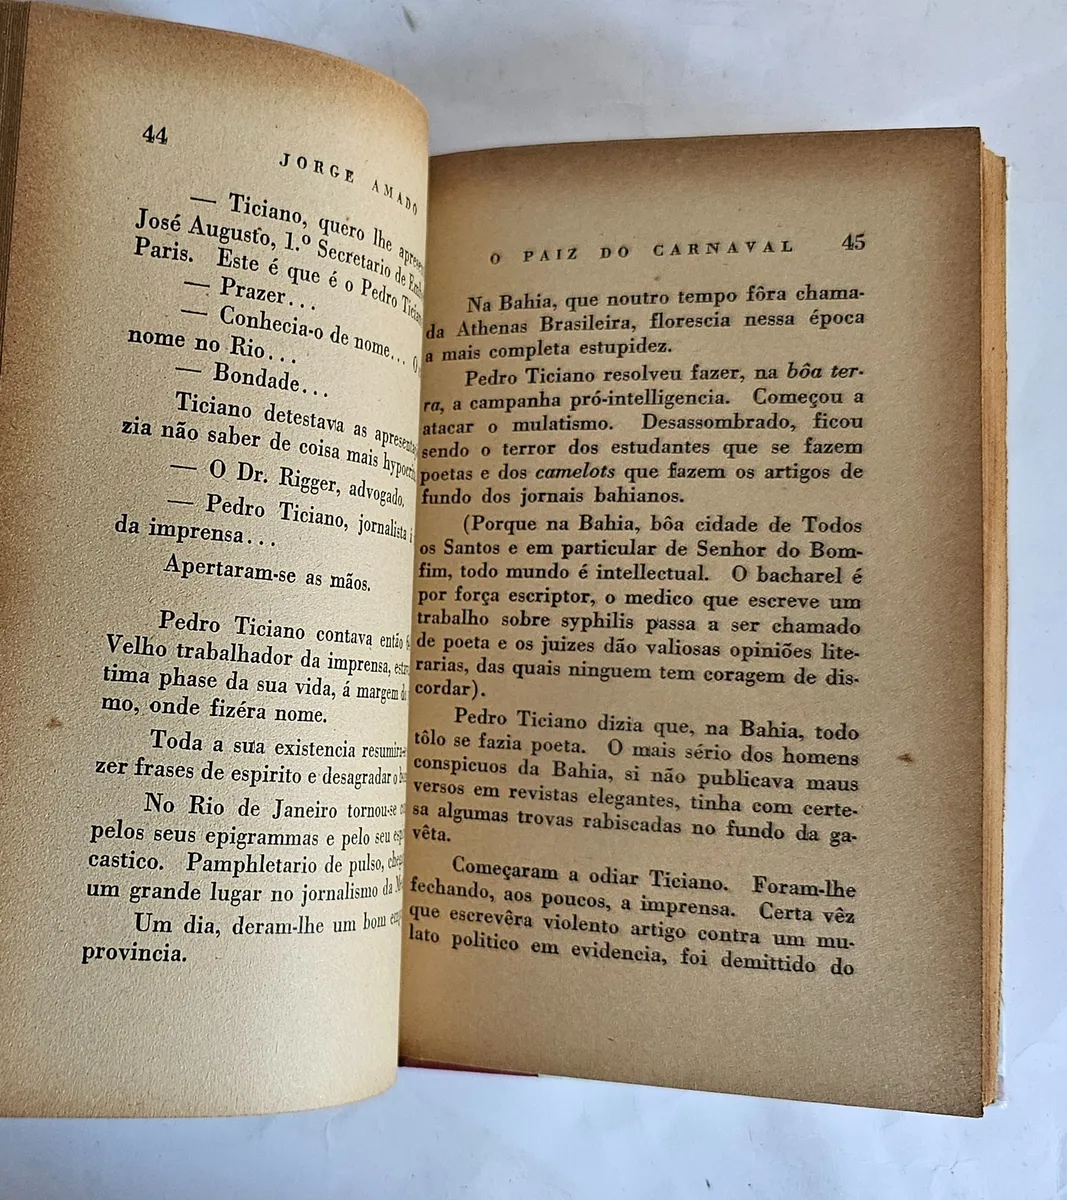 44
JORGE AMADO
— Ticiano, quero lhe
José Augusto, 1.º Secretario de
Paris. Este é que é o Pedro
— Prazer...
— Conhecia-o de nome...
nome no Rio...
— Bondade...
Ticiano detestava as
zia não saber de coisa mais
— O Dr. Rigger, advogado.
— Pedro Ticiano, jornalista
da imprensa...
Apertaram-se as mãos.
Pedro Ticiano contava então
Velho trabalhador da imprensa,
tima phase da sua vida, á margem
mo, onde fizéra nome.
Toda a sua existencia
zer frases de espirito e desagradar o
No Rio de Janeiro tornou-se
pelos seus epigrammas e pelo seu
castico. Pamphletario de pulso,
um grande lugar no jornalismo da
Um dia, deram-lhe um bom
provincia.
O PAIZ DO CARNAVAL 45
Na Bahia, que noutro tempo fôra chama-
da Athenas Brasileira, florescia nessa época
a mais completa estupidez.
Pedro Ticiano resolveu fazer, na bôa ter-
ra, a campanha pró-intelligencia. Começou a
atacar o mulatismo. Desassombrado, ficou
sendo o terror dos estudantes que se fazem
poetas e dos camelots que fazem os artigos de
fundo dos jornais bahianos.
(Porque na Bahia, bôa cidade de Todos
os Santos e em particular de Senhor do Bom-
fim, todo mundo é intellectual. O bacharel é
por força escriptor, o medico que escreve um
trabalho sobre syphilis passa a ser chamado
de poeta e os juizes dão valiosas opiniões lite-
rarias, das quais ninguem tem coragem de dis-
cordar).
Pedro Ticiano dizia que, na Bahia, todo
tôlo se fazia poeta. O mais sério dos homens
conspicuos da Bahia, si não publicava maus
versos em revistas elegantes, tinha com certe-
sa algumas trovas rabiscadas no fundo da ga-
vêta.
Começaram a odiar Ticiano. Foram-lhe
fechando, aos poucos, a imprensa. Certa vêz
que escrevêra violento artigo contra um mu-
lato politico em evidencia, foi demittido do